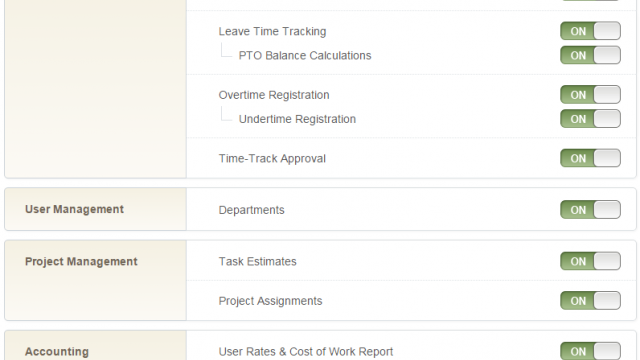 Leave Time Tracking ON
PTO Balance Calculations ON
Overtime Registration ON
Undertime Registration ON
Time-Track Approval ON
User Management Departments ON
Project Management Task Estimates ON
Project Assignments ON
Accounting User Rates & Cost of Work Report ON